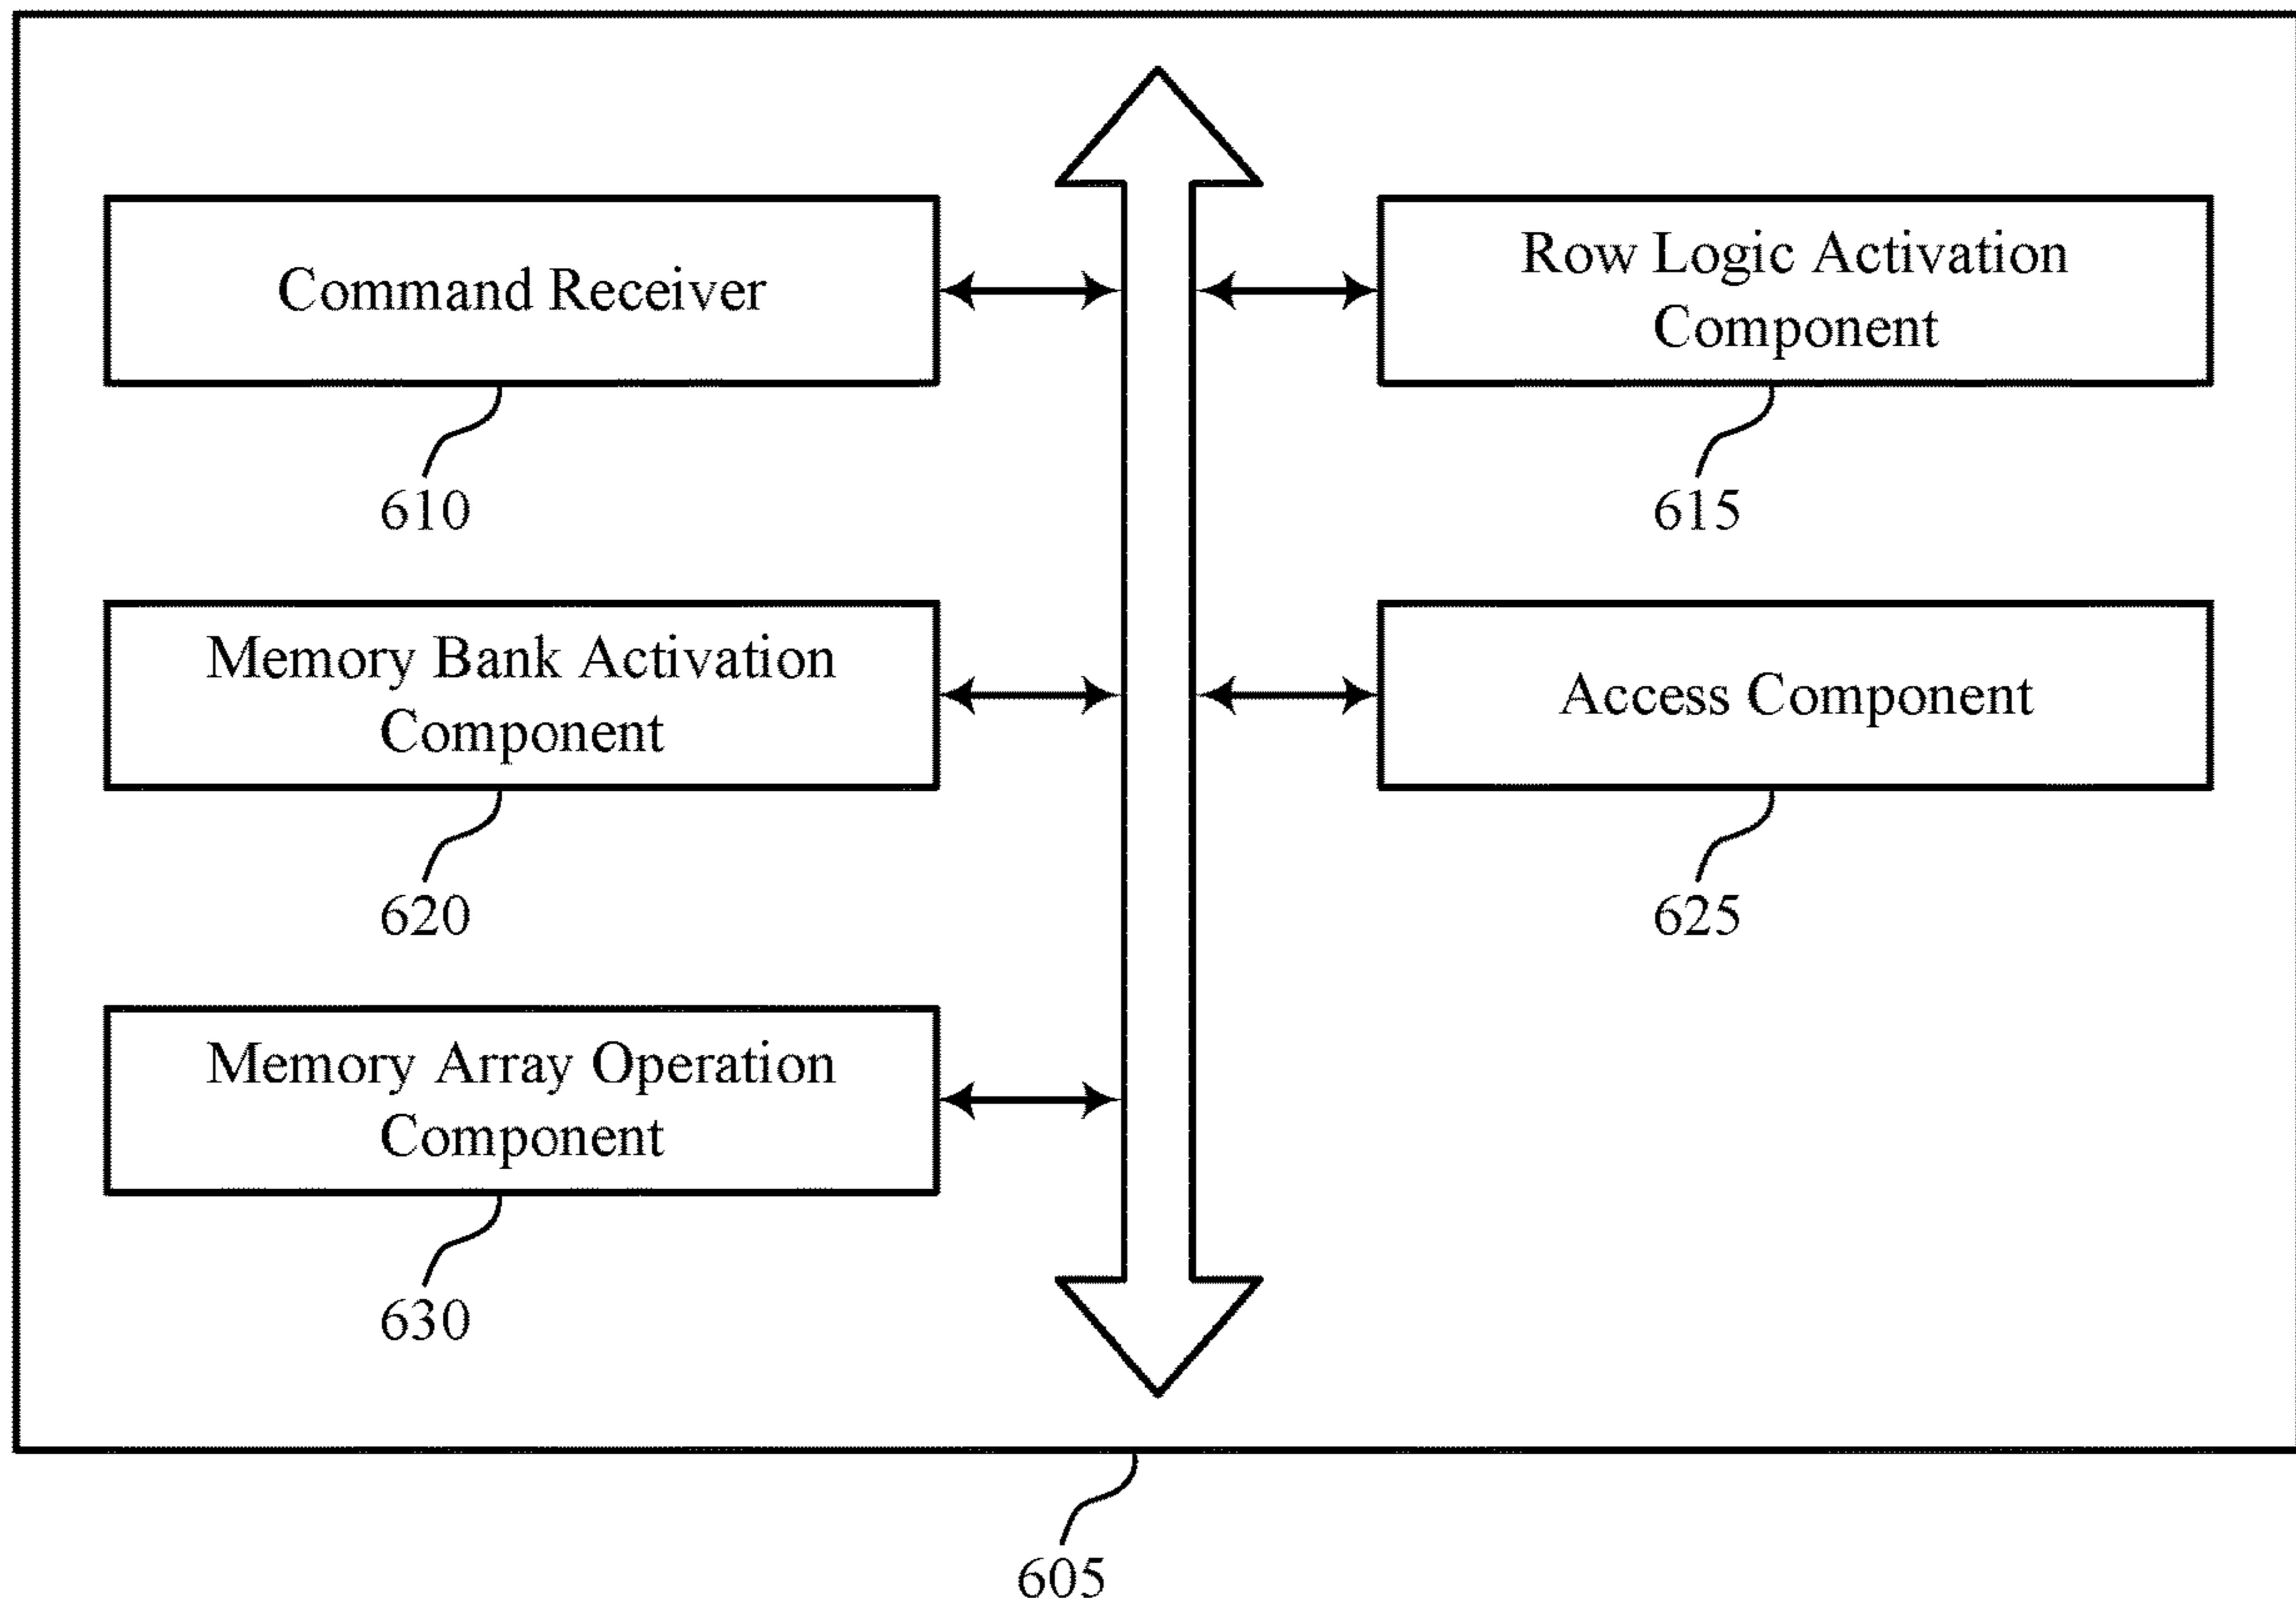 Command Receiver
610
Row Logic Activation
Component
615
Memory Bank Activation
Component
620
Access Component
625
Memory Array Operation
Component
630
605